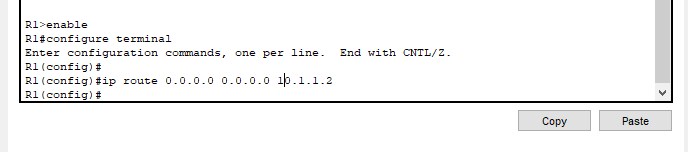 R1>enable
R1#configure terminal
Enter configuration commands, one per line.  End with CNTL/Z.
R1(config)#
R1(config)#ip route 0.0.0.0 0.0.0.0 10.1.1.2
R1(config)#
Copy Paste